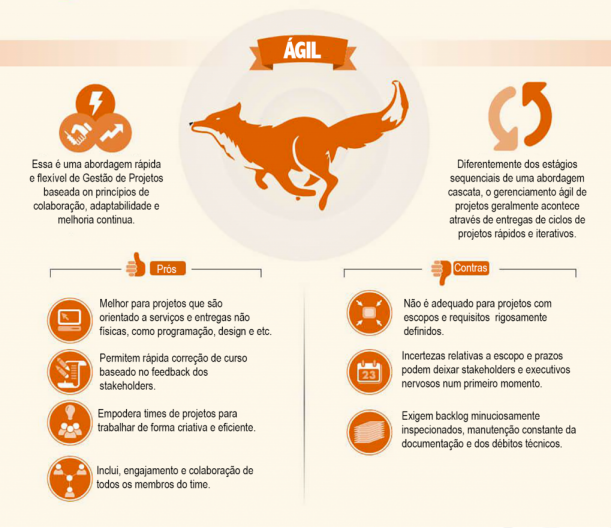 ÁGIL
Essa é uma abordagem rápida
e flexível de Gestão de Projetos
baseada on princípios de
colaboração, adaptabilidade e
melhoria continua.
Diferentemente dos estágios
sequenciais de uma abordagem
cascata, o gerenciamento ágil de
projetos geralmente acontece
através de entregas de ciclos de
projetos rápidos e iterativos.
Prós
Melhor para projetos que são
orientado a serviços e entregas não
físicas, como programação, design e etc.
Permitem rápida correção de curso
baseado no feedback dos
stakeholders.
Empodera times de projetos para
trabalhar de forma criativa e eficiente.
Inclui, engajamento e colaboração de
todos os membros do time.
Contras
Não é adequado para projetos com
escopos e requisitos rigosamente
definidos.
23
Incertezas relativas a escopo e prazos
podem deixar stakeholders e executivos
nervosos num primeiro momento.
Exigem backlog minuciosamente
inspecionados, manutenção constante da
documentação e dos débitos técnicos.